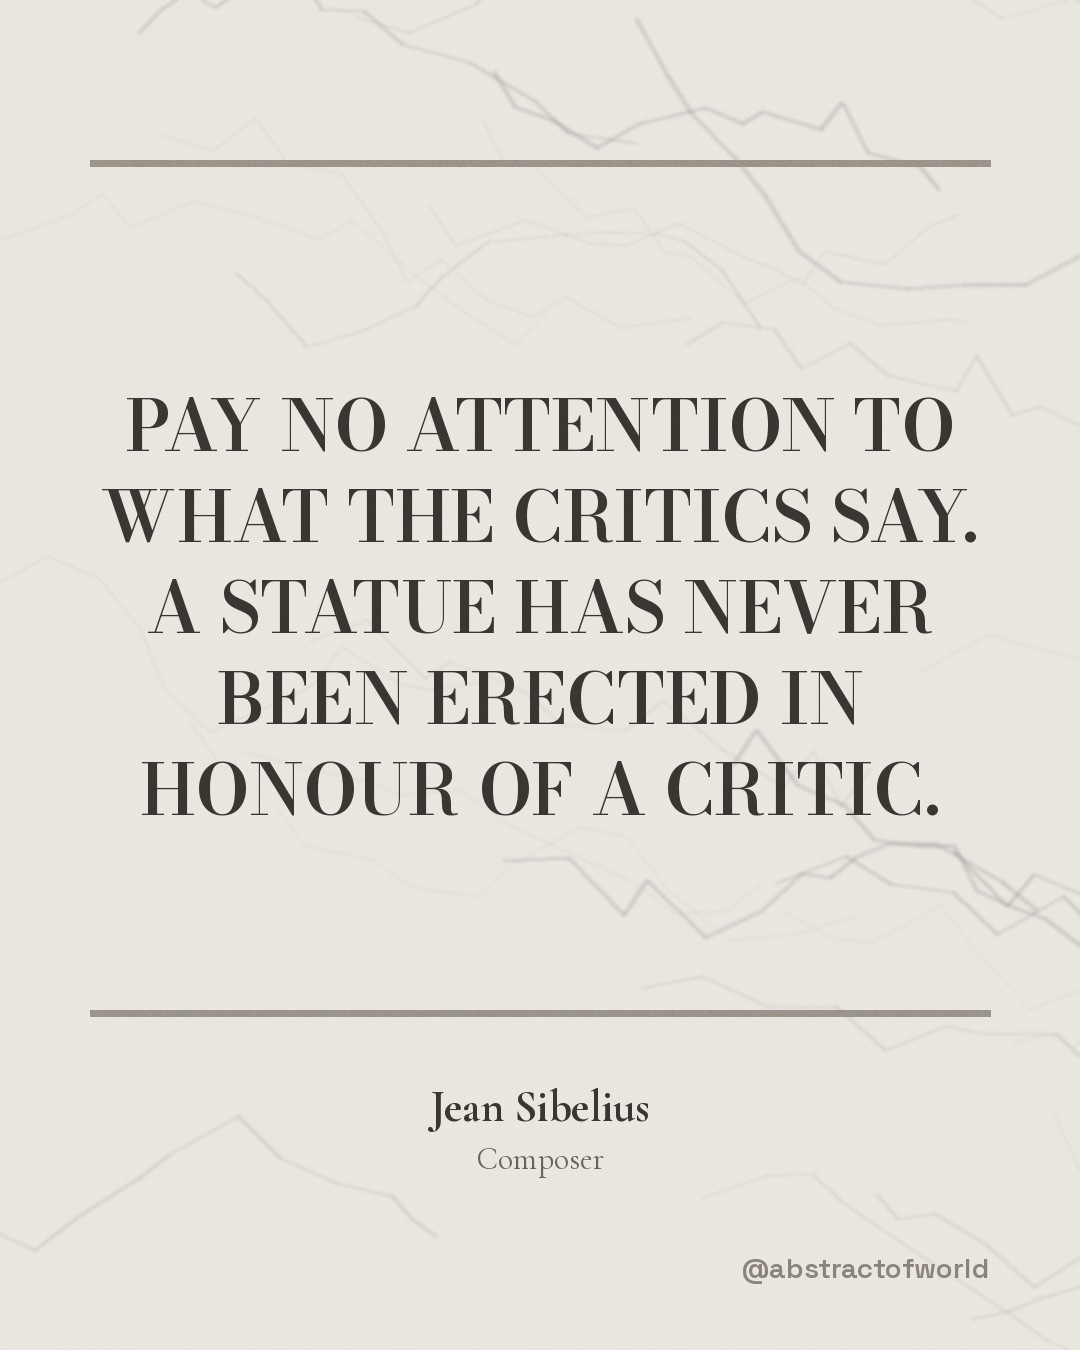 PAY NO ATTENTION TO
WHAT THE CRITICS SAY.
A STATUE HAS NEVER
BEEN ERECTED IN
HONOUR OF A CRITIC.
Jean Sibelius
Composer
@abstractofworld